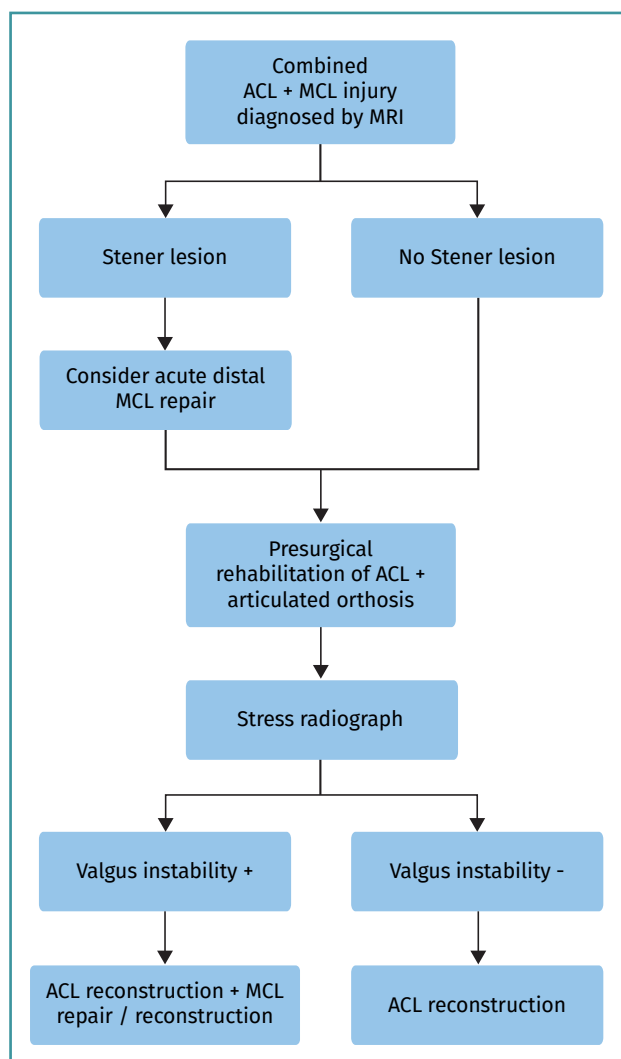 Combined
ACL + MCL injury
diagnosed by MRI
Stener lesion
No Stener lesion
Consider acute distal
MCL repair
Presurgical
rehabilitation of ACL +
articulated orthosis
Stress radiograph
Valgus instability +
Valgus instability -
ACL reconstruction + MCL
repair / reconstruction
ACL reconstruction